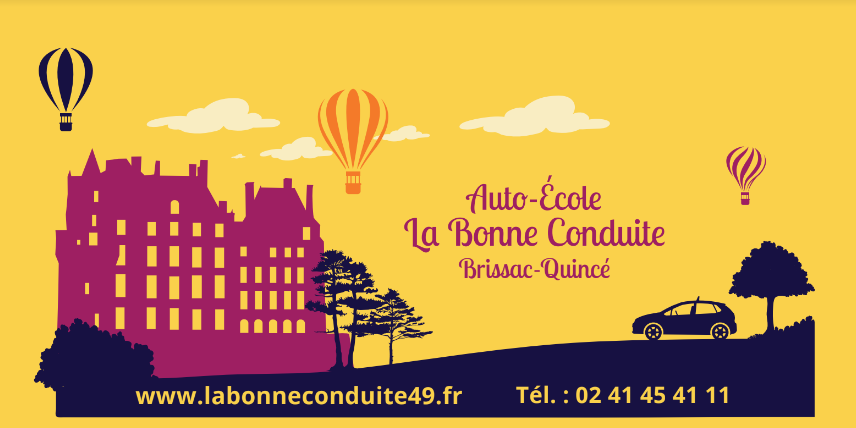 Auto-École
La Bonne Conduite
Brissac-Quincé
www.labonneconduite49.fr
Tél. : 02 41 45 41 11